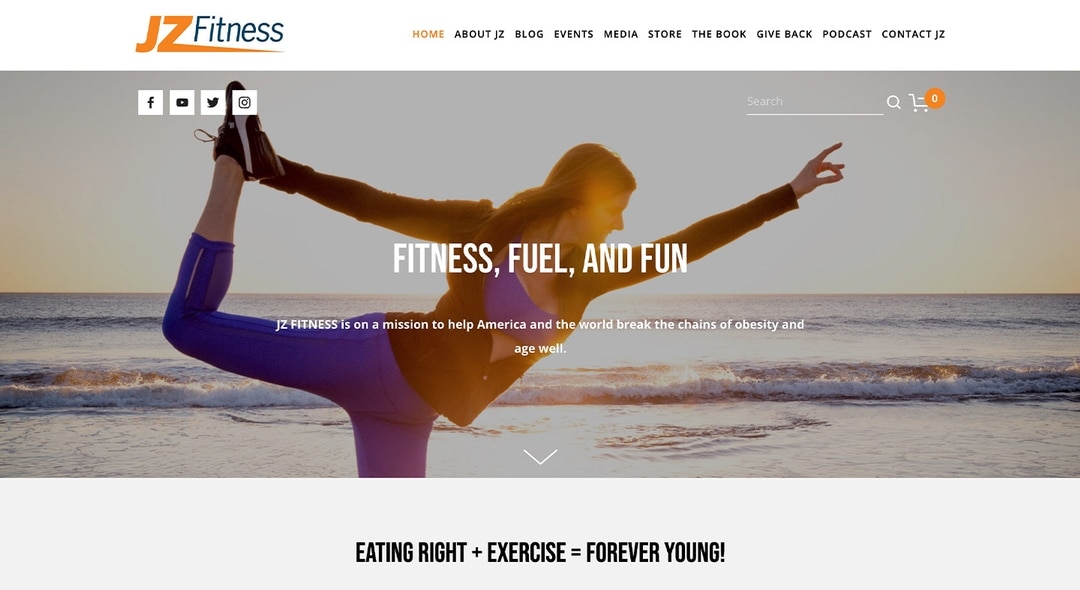 JZ Fitness
HOME ABOUT JZ BLOG EVENTS MEDIA STORE THE BOOK GIVE BACK PODCAST CONTACT JZ
Search
0
FITNESS, FUEL, AND FUN
JZ FITNESS is on a mission to help America and the world break the chains of obesity and
age well.
EATING RIGHT + EXERCISE = FOREVER YOUNG!